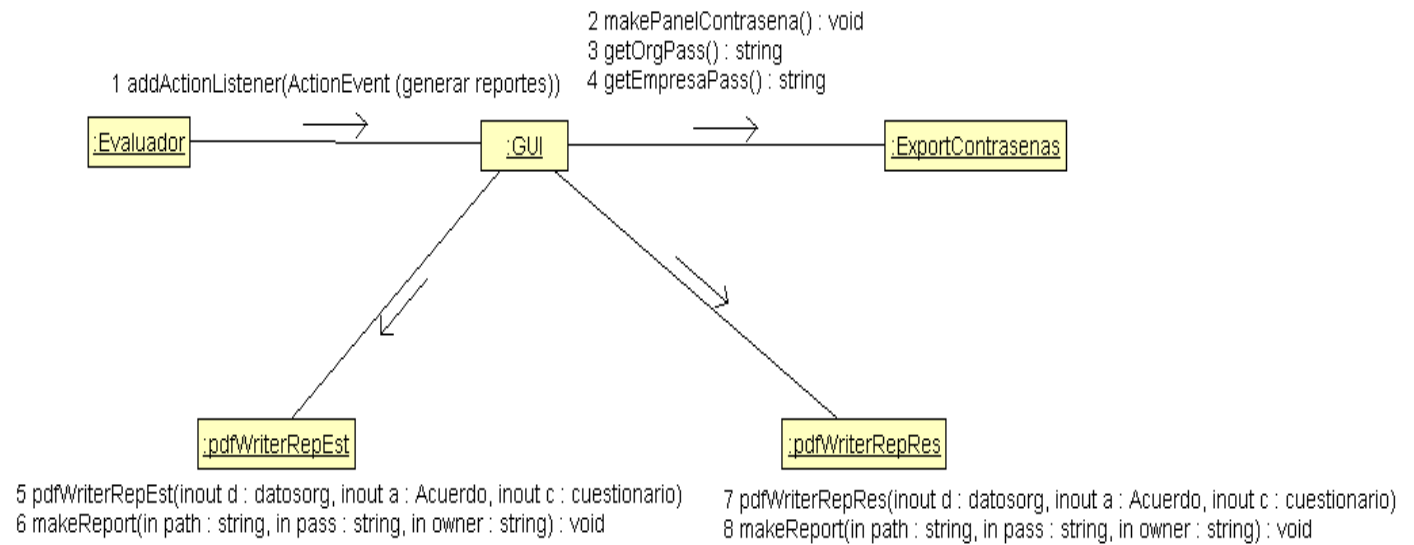 2 makePanelContrasena() : void
3 getOrgPass() : string
1 addActionListener(ActionEvent (generar reportes))
4 getEmpresaPass() : string
:Evaluador
:GUI
:ExportContrasenas
:pdfWriterRepEst
:pdfWriterRepRes
5 pdfWriterRepEst(inout d : datosorg, inout a : Acuerdo, inout c : cuestionario)
6 makeReport(in path : string, in pass : string, in owner : string) : void
7 pdfWriterRepRes(inout d : datosorg, inout a : Acuerdo, inout c : cuestionario)
8 makeReport(in path : string, in pass : string, in owner : string) : void